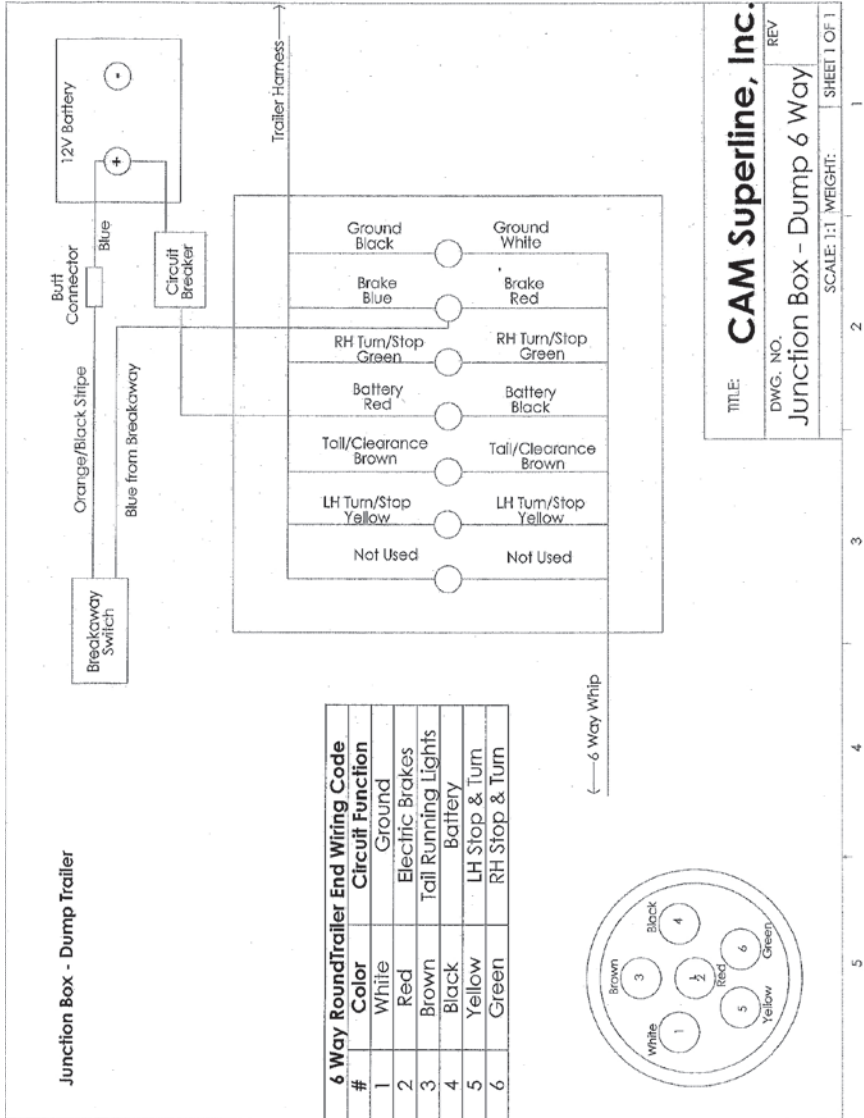 Junction Box - Dump Trailer
Breakaway
Switch
Orange/Black Stripe
Blue from Breakaway
Butt
Connector
Blue
12V Battery
+
-
Circuit
Breaker
Trailer Harness
Ground
Black
Ground
White
Brake
Blue
Brake
Red
RH Turn/Stop
Green
RH Turn/Stop
Green
Battery
Red
Battery
Black
Tail/Clearance
Brown
Tail/Clearance
Brown
LH Turn/Stop
Yellow
LH Turn/Stop
Yellow
Not Used
Not Used
6 Way Whip
6 Way RoundTrailer End Wiring Code
# Color Circuit Function
1 White Ground
2 Red Electric Brakes
3 Brown Tail Running Lights
4 Black Battery
5 Yellow LH Stop & Turn
6 Green RH Stop & Turn
White
1
Brown
3
Black
4
2
Red
5
Yellow
6
Green
TITLE: CAM Superline, Inc.
DWG. NO.
Junction Box - Dump 6 Way
REV
SCALE: 1:1 WEIGHT: SHEET 1 OF 1
5 4 3 2 1